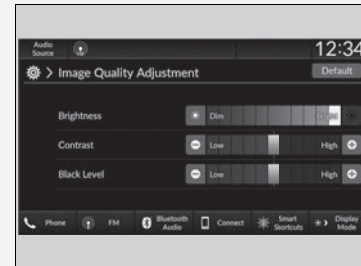 Audio
Source
12:34
Image Quality Adjustment
Default
Brightness
Dim
Contrast
Low
High
Black Level
Low
High
Phone
FM
Bluetooth
Audio
Connect
Smart
Shortcuts
Display
Mode